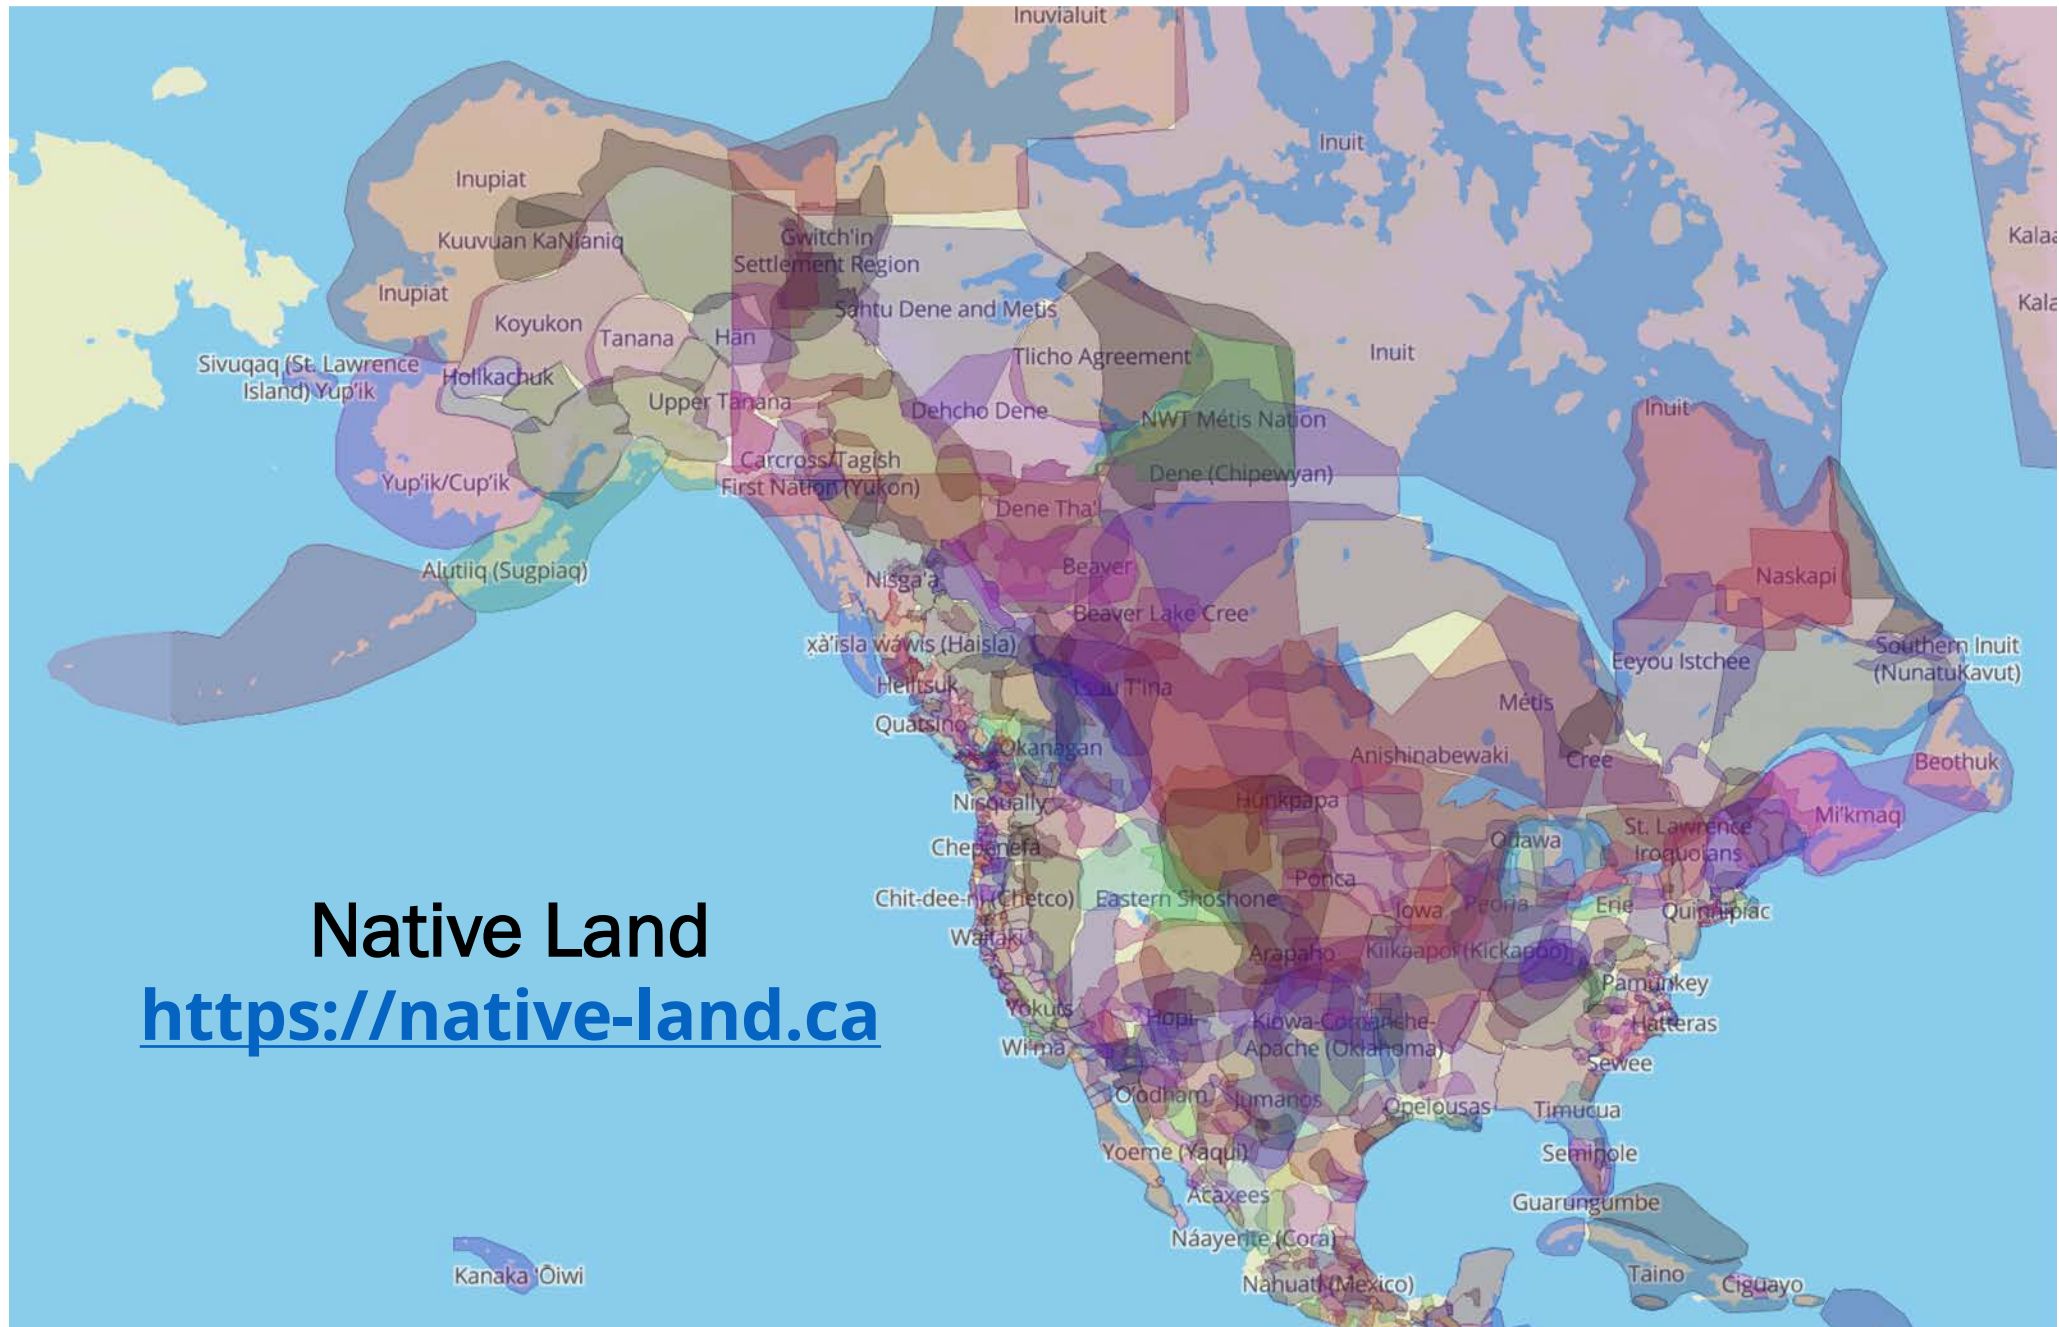 Inuvialuit
Inuit
Inupiat
Kalaa
Kuuvuan KaNianiq
Gwitch'in
Settlement Region
Inupiat
Kala
Sahtu Dene and Metis
Koyukon
Tanana
Han
Tlicho Agreement
Inuit
Sivuqaq (St. Lawrence
Island) Yup'ik
Holikachuk
Upper Tanana
Dehcho Dene
Inuit
NWT Métis Nation
Carcross/Tagish
First Nation (Yukon)
Yup'ik/Cup'ik
Dene (Chipewyan)
Dene Tha'
Alutiiq (Sugpiaq)
Nisga'a
Beaver
Naskapi
Beaver Lake Cree
x̣à'isla w̓áwís (Haisla)
Eeyou Istchee
Southern Inuit
(NunatuKavut)
Heiltsuk
Tsuu T'ina
Métis
Quatsino
Okanagan
Anishinabewaki
Cree
Beothuk
Nisqually
Hunkpapa
Mi'kmaq
Chepenefa
Odawa
St. Lawrence
Iroquoians
Ponca
Chit-dee-ni (Chetco)
Eastern Shoshone
Iowa
Peoria
Erie
Quinnipiac
Native Land
Wailaki
Arapaho
Kiikaapoi (Kickapoo)
Pamunkey
https://native-land.ca
Yokuts
Hopi
Kiowa-Comanche-
Apache (Oklahoma)
Hatteras
Wi'ma
Sewee
O'odham
Jumanos
Opelousas
Timucua
Yoeme (Yaqui)
Seminole
Acaxees
Guarungumbe
Náayerite (Cora)
Kanaka ʻŌiwi
Nahuatl (Mexico)
Taino
Ciguayo